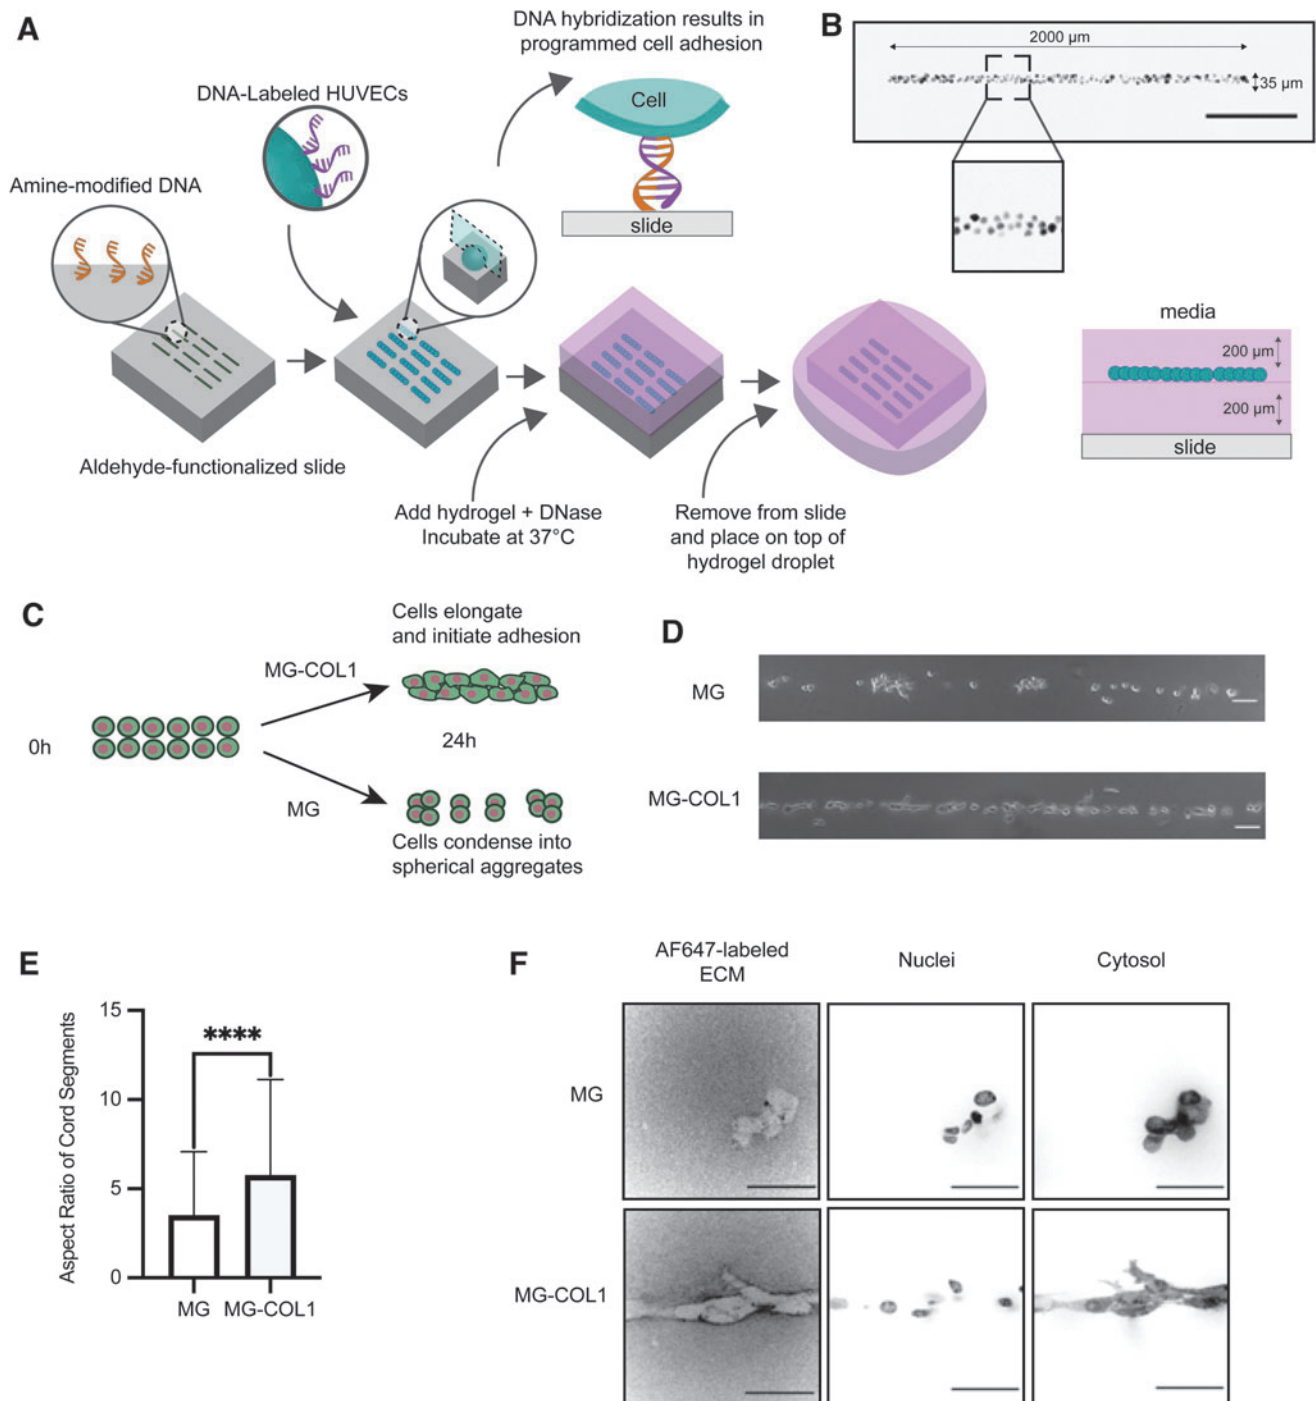 A
DNA hybridization results in
programmed cell adhesion
DNA-Labeled HUVECs
Cell
Amine-modified DNA
slide
Aldehyde-functionalized slide
Add hydrogel + DNase
Incubate at 37°C
Remove from slide
and place on top of
hydrogel droplet
B
2000 µm
35 µm
media
200 µm
200 µm
slide
C
Cells elongate
and initiate adhesion
MG-COL1
0h
24h
MG
Cells condense into
spherical aggregates
D
MG
MG-COL1
E
Aspect Ratio of Cord Segments
15
10
5
0
****
MG
MG-COL1
F
AF647-labeled
ECM
Nuclei
Cytosol
MG
MG-COL1